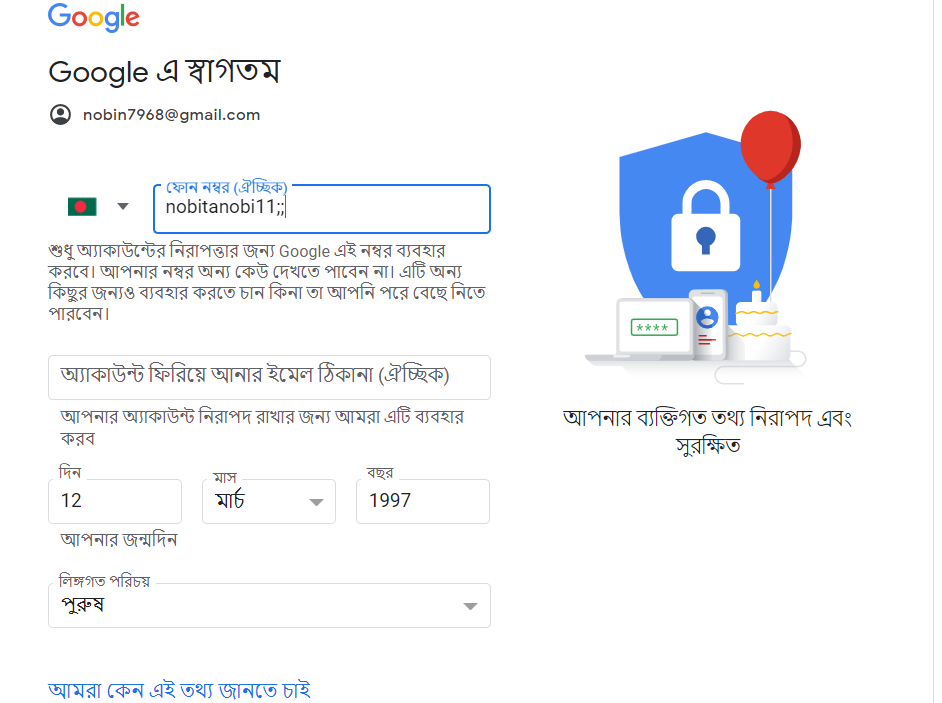 Google
Google এ স্বাগতম
nobin7968@gmail.com
ফোন নম্বর (ঐচ্ছিক)
nobitanobi11;;
শুধু অ্যাকাউন্টের নিরাপত্তার জন্য Google এই নম্বর ব্যবহার
করবে। আপনার নম্বর অন্য কেউ দেখতে পাবেন না। এটি অন্য
কিছুর জন্যও ব্যবহার করতে চান কিনা তা আপনি পরে বেছে নিতে
পারবেন।
অ্যাকাউন্ট ফিরিয়ে আনার ইমেল ঠিকানা (ঐচ্ছিক)
আপনার অ্যাকাউন্ট নিরাপদ রাখার জন্য আমরা এটি ব্যবহার
করব
দিন
মাস
বছর
12
মার্চ
1997
আপনার জন্মদিন
লিঙ্গগত পরিচয়
পুরুষ
আমরা কেন এই তথ্য জানতে চাই
****
আপনার ব্যক্তিগত তথ্য নিরাপদ এবং
সুরক্ষিত